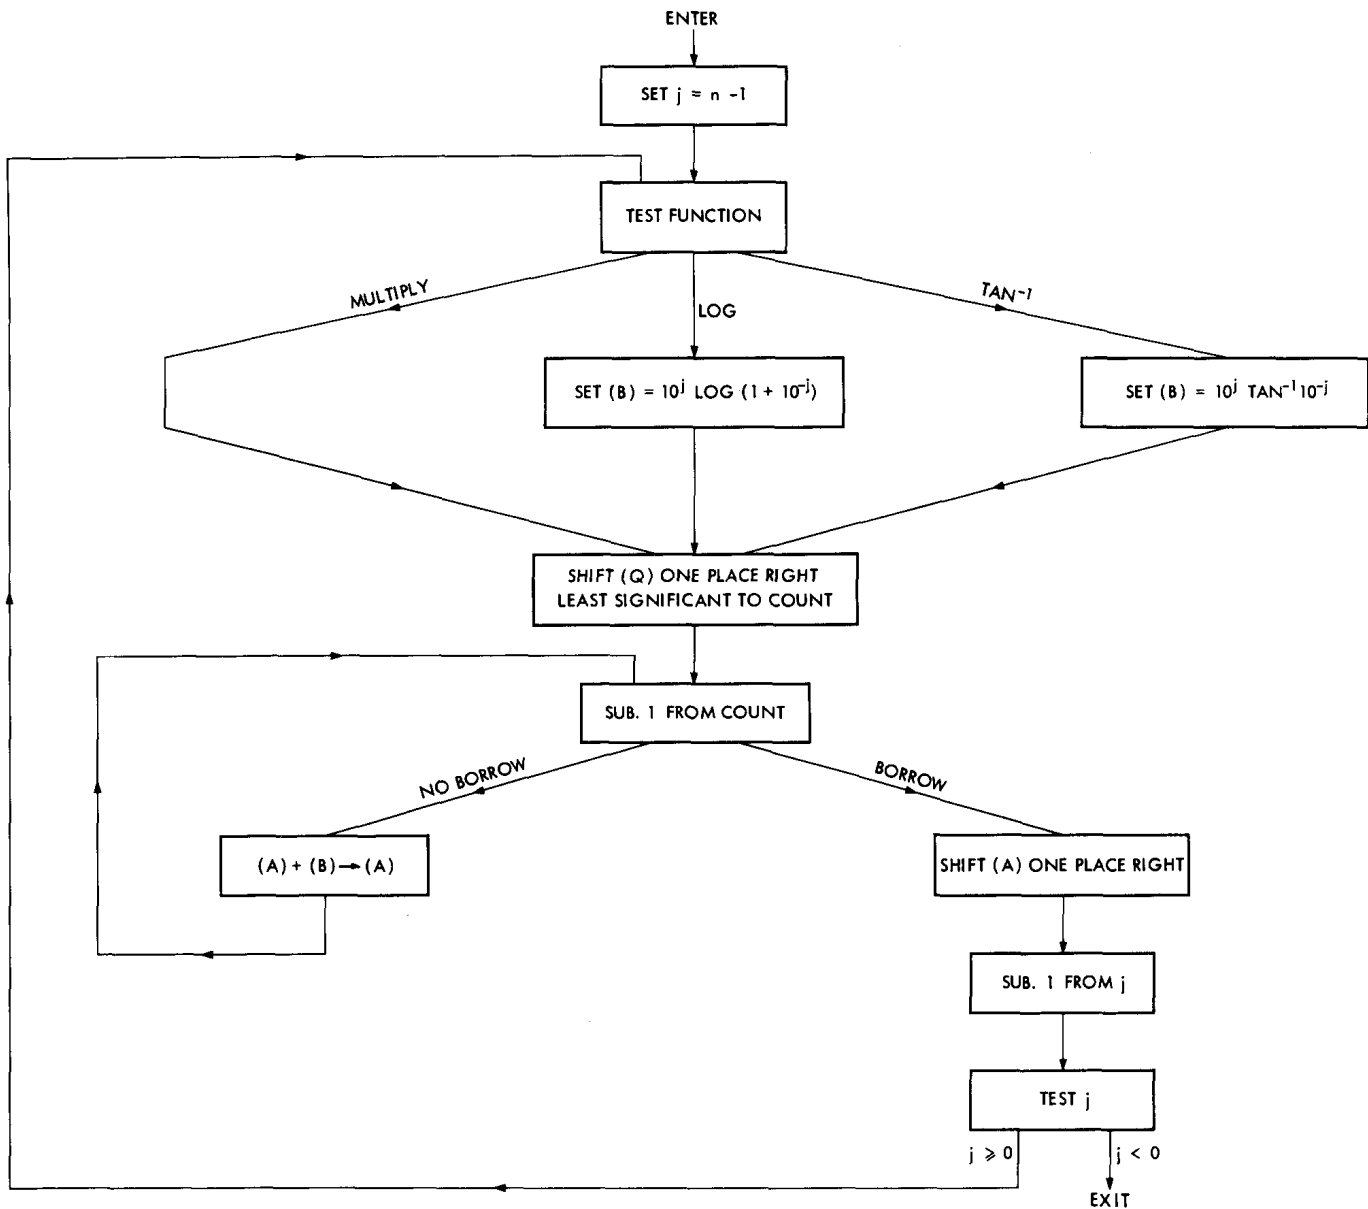 ENTER
SET j = n -1
TEST FUNCTION
MULTIPLY
LOG
TAN⁻¹
SET (B) = 10ʲ LOG (1 + 10⁻ʲ)
SET (B) = 10ʲ TAN⁻¹ 10⁻ʲ
SHIFT (Q) ONE PLACE RIGHT
LEAST SIGNIFICANT TO COUNT
SUB. 1 FROM COUNT
NO BORROW
BORROW
(A) + (B) → (A)
SHIFT (A) ONE PLACE RIGHT
SUB. 1 FROM j
TEST j
j ⩾ 0
j < 0
EXIT